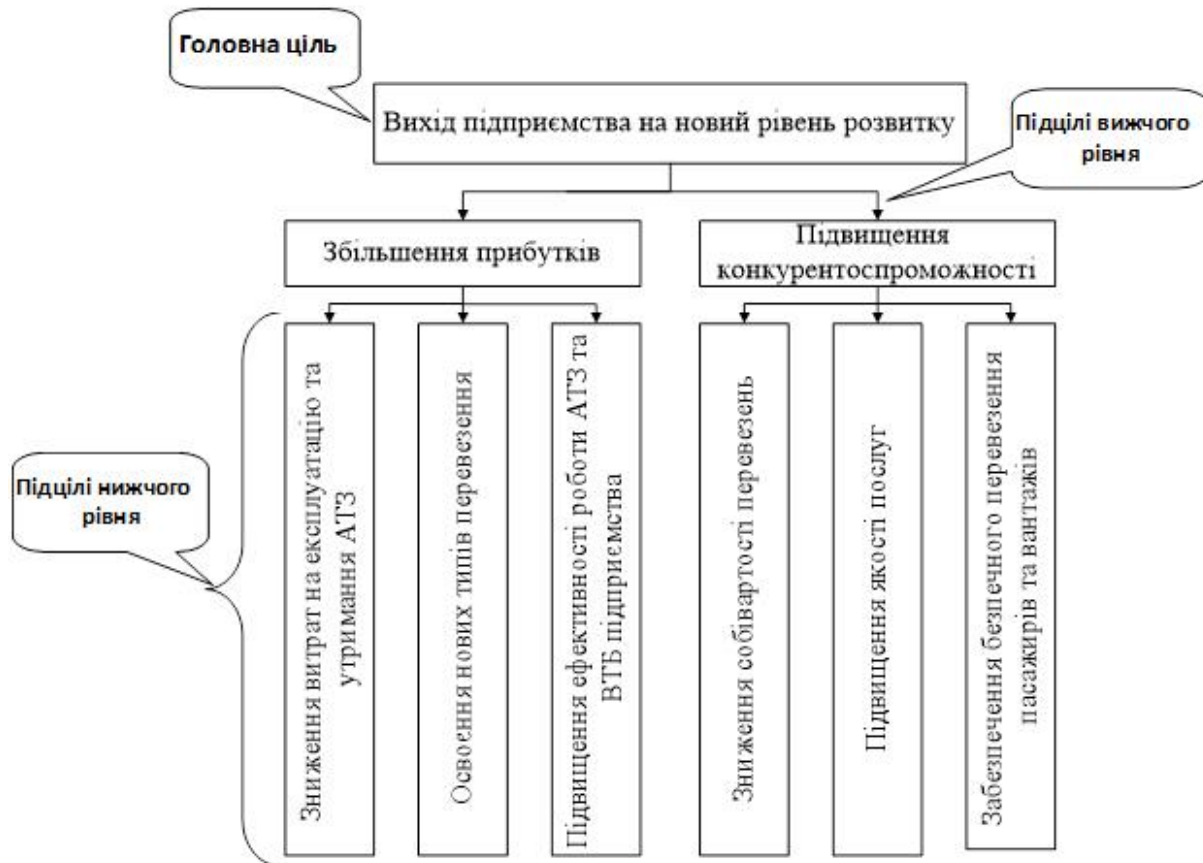 Головна ціль
Вихід підприємства на новий рівень розвитку
Підцілі вижчого
рівня
Збільшення прибутків
Підвищення
конкурентоспроможності
Підцілі нижчого
рівня
Зниження витрат на експлуатацію та
утримання АТЗ
Освоєння нових типів перевезення
Підвищення ефективності роботи АТЗ та
ВТБ підприємства
Зниження собівартості перевезень
Підвищення якості послуг
Забезпечення безпечного перевезення
пасажирів та вантажів